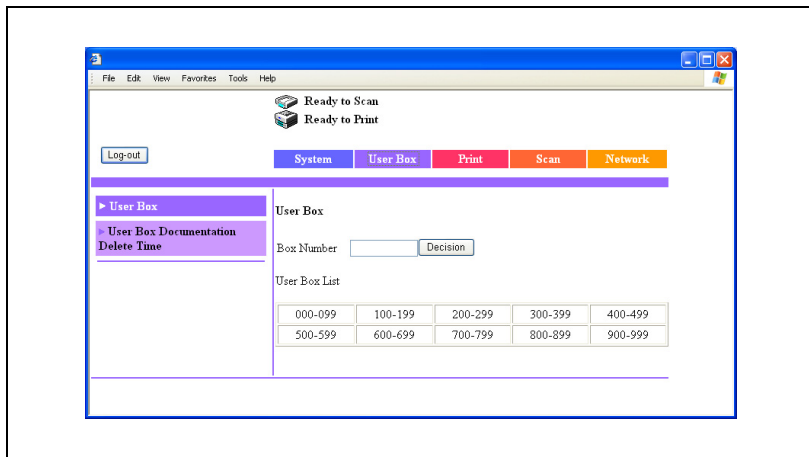 File Edit View Favorites Tools Help
Ready to Scan
Ready to Print
Log-out
System User Box Print Scan Network
User Box
User Box Documentation
Delete Time
User Box
Box Number Decision
User Box List
000-099 100-199 200-299 300-399 400-499
500-599 600-699 700-799 800-899 900-999